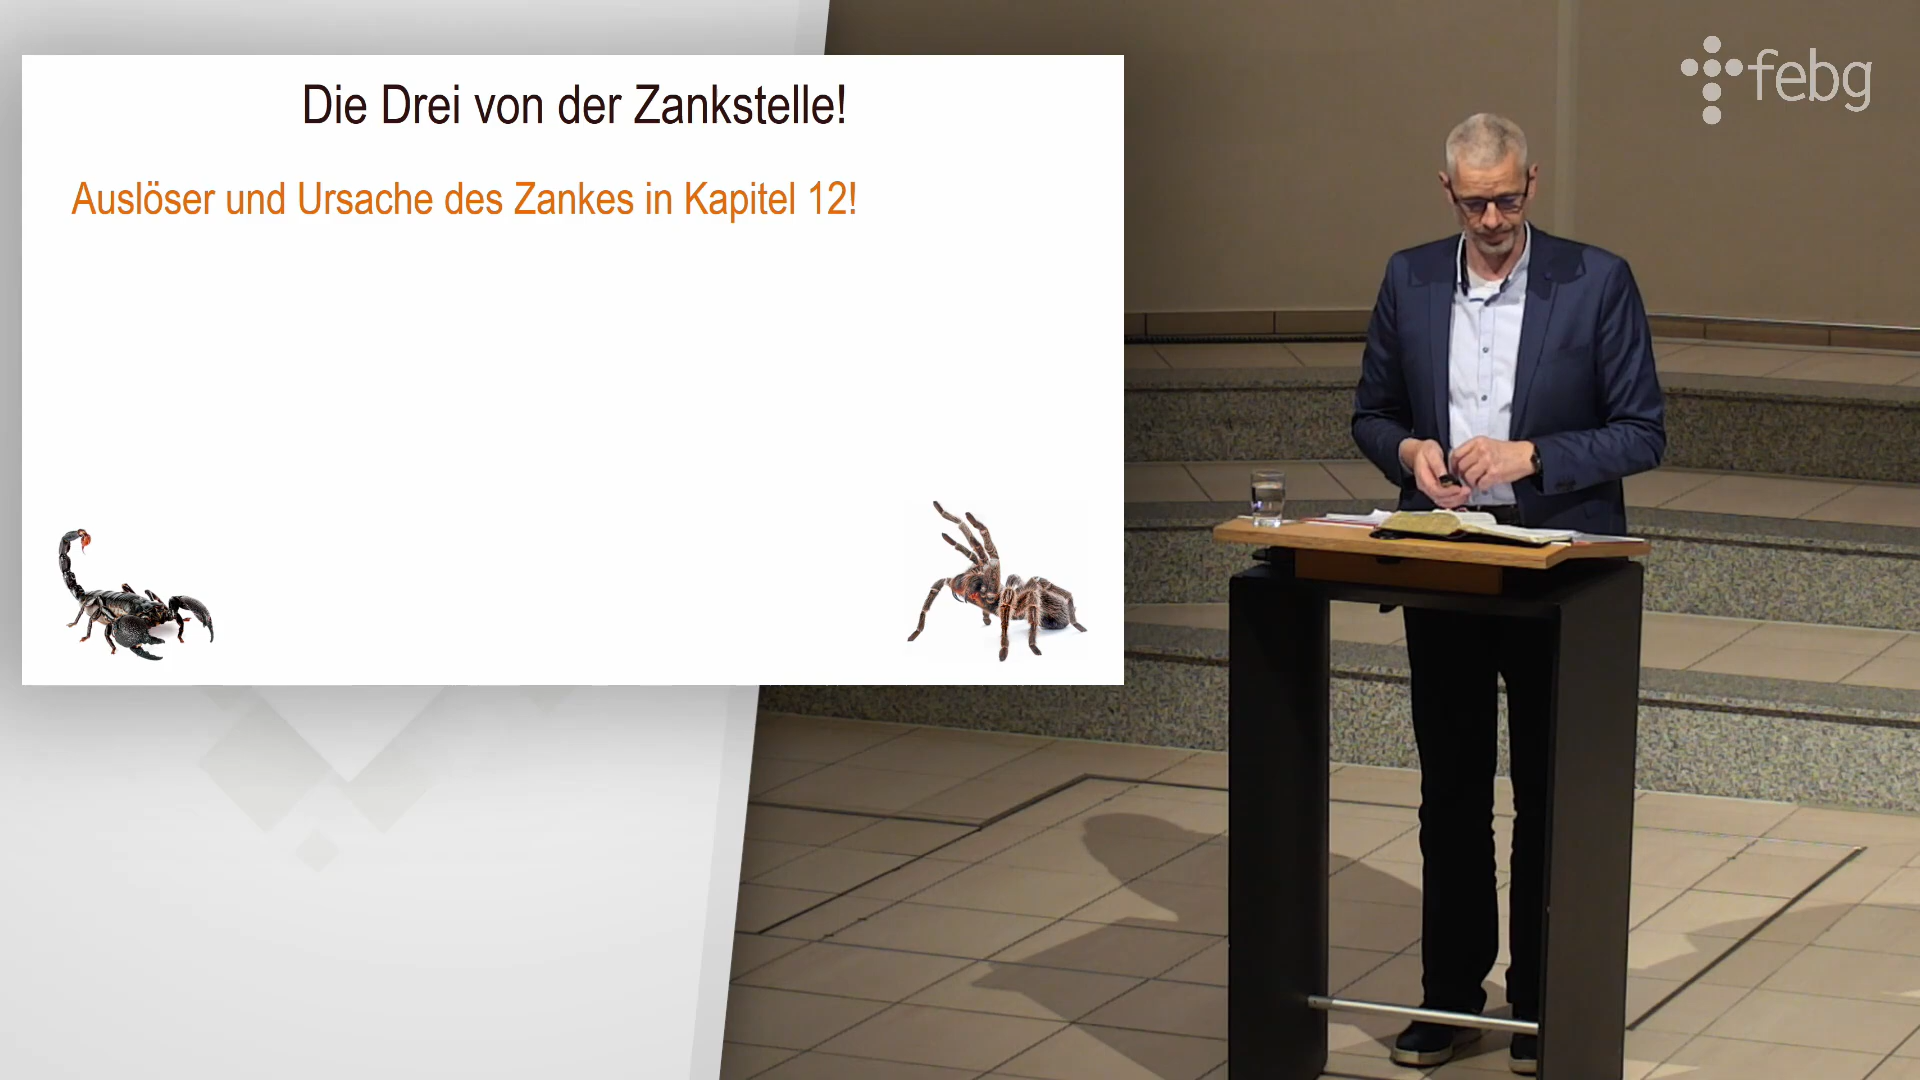 Die Drei von der Zankstelle!
Auslöser und Ursache des Zankes in Kapitel 12!
febg